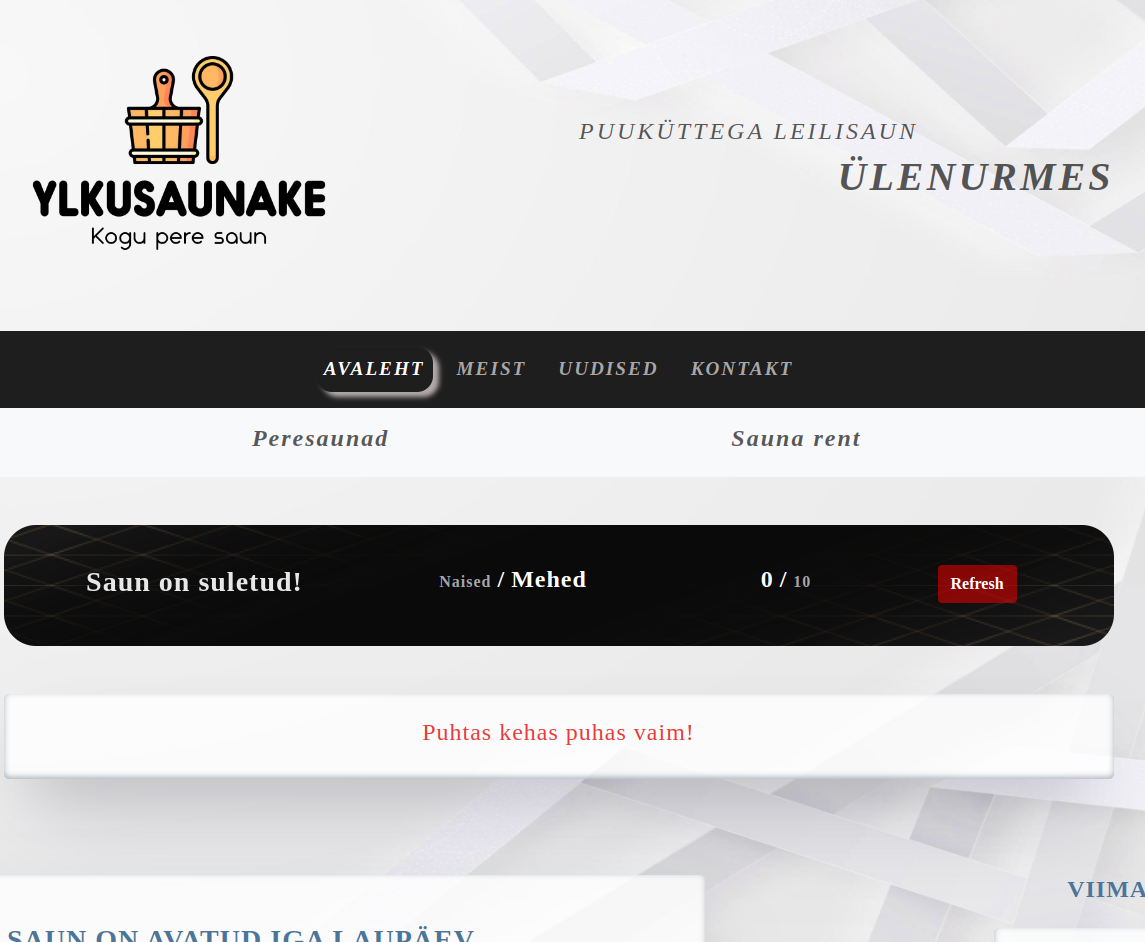 YLKUSAUNAKE
Kogu pere saun
PUUKÜTTEGA LEILISAUN
ÜLENURMES
AVALEHT MEIST UUDISED KONTAKT
Peresaunad Sauna rent
Saun on suletud! Naised / Mehed 0 / 10 Refresh
Puhtas kehas puhas vaim!
VIIMA
SAUN ON AVATUD IGA LAUPÄEV